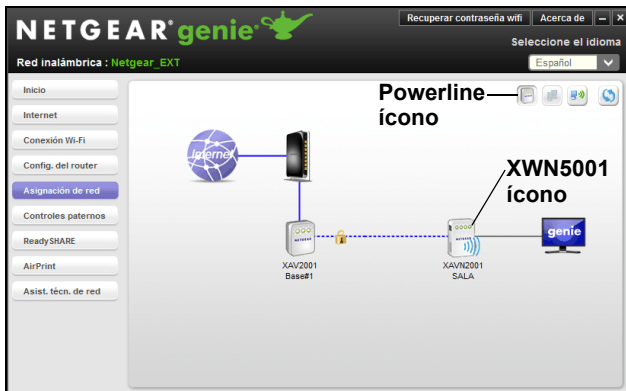 NETGEAR® genie®
Recuperar contraseña wifi
Acerca de
Seleccione el idioma
Red inalámbrica : Netgear_EXT
Español
Inicio
Internet
Conexión Wi-Fi
Config. del router
Asignación de red
Controles paternos
ReadySHARE
AirPrint
Asist. técn. de red
Powerline
ícono
Internet
XWN5001
ícono
NETGEAR
NETGEAR
genie
XAV2001
Base#1
XAVN2001
SALA